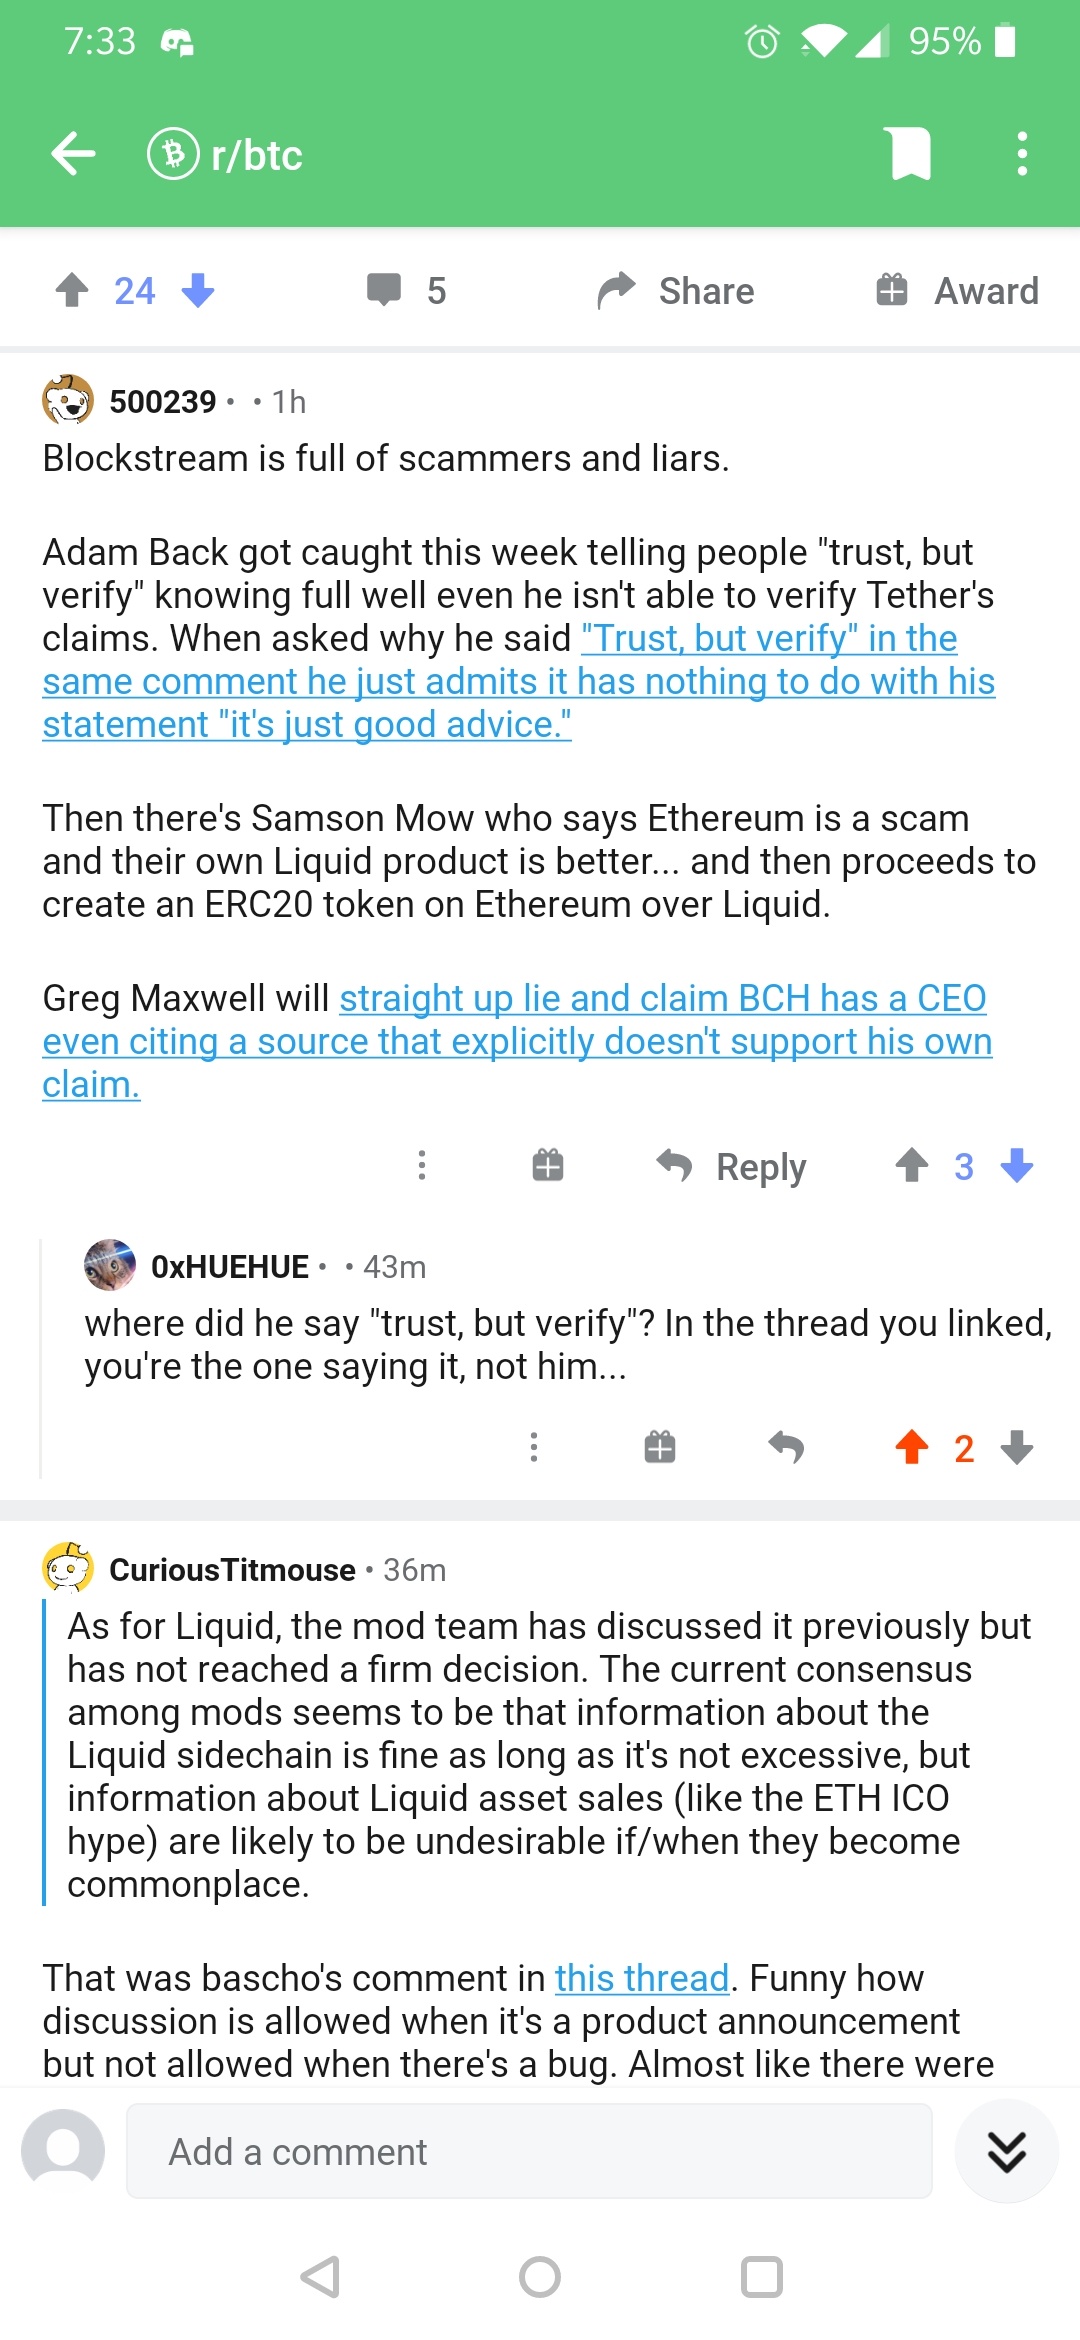 7:33 95%
r/btc
24 5 Share Award
500239 • • 1h
Blockstream is full of scammers and liars.
Adam Back got caught this week telling people "trust, but
verify" knowing full well even he isn't able to verify Tether's
claims. When asked why he said "Trust, but verify" in the
same comment he just admits it has nothing to do with his
statement "it's just good advice."
Then there's Samson Mow who says Ethereum is a scam
and their own Liquid product is better... and then proceeds to
create an ERC20 token on Ethereum over Liquid.
Greg Maxwell will straight up lie and claim BCH has a CEO
even citing a source that explicitly doesn't support his own
claim.
Reply 3
0xHUEHUE • • 43m
where did he say "trust, but verify"? In the thread you linked,
you're the one saying it, not him...
2
CuriousTitmouse • 36m
As for Liquid, the mod team has discussed it previously but
has not reached a firm decision. The current consensus
among mods seems to be that information about the
Liquid sidechain is fine as long as it's not excessive, but
information about Liquid asset sales (like the ETH ICO
hype) are likely to be undesirable if/when they become
commonplace.
That was bascho's comment in this thread. Funny how
discussion is allowed when it's a product announcement
but not allowed when there's a bug. Almost like there were
Add a comment